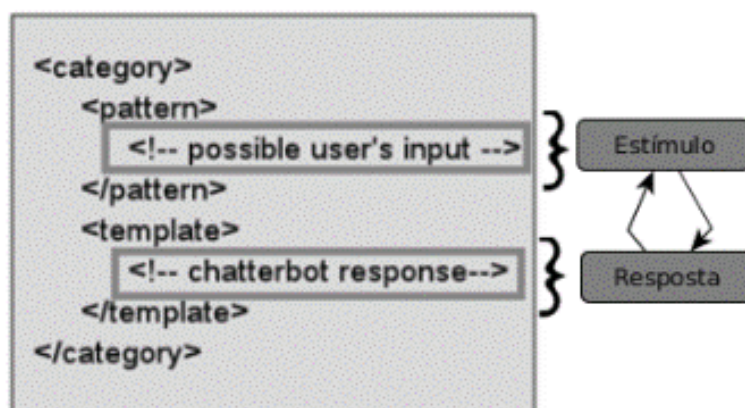 <category>
<pattern>
<!-- possible user's input -->
</pattern>
<template>
<!-- chatterbot response-->
</template>
</category>
Estímulo
Resposta